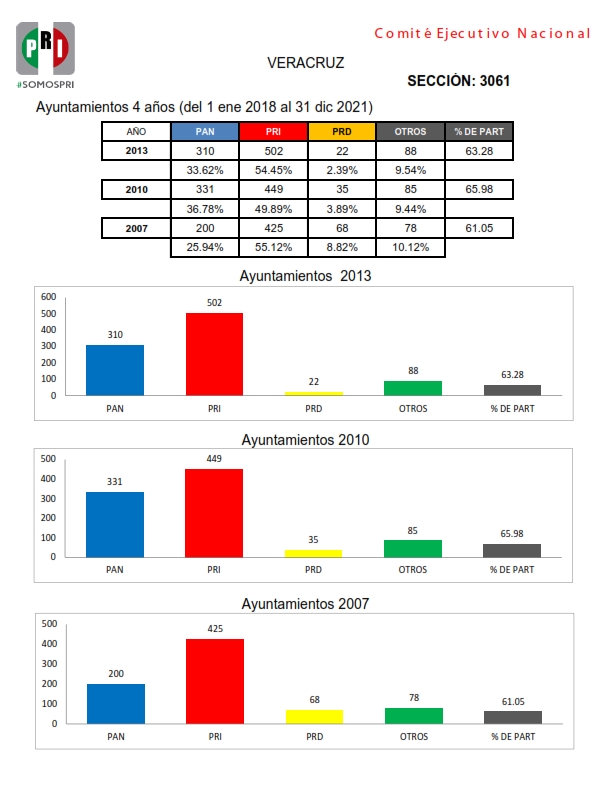 Comité Ejecutivo Nacional
PRI
#SOMOSPRI
VERACRUZ
SECCIÓN: 3061
Ayuntamientos 4 años (del 1 ene 2018 al 31 dic 2021)
AÑO PAN PRI PRD OTROS % DE PART
2013 310 502 22 88 63.28
33.62% 54.45% 2.39% 9.54%
2010 331 449 35 85 65.98
36.78% 49.89% 3.89% 9.44%
2007 200 425 68 78 61.05
25.94% 55.12% 8.82% 10.12%
Ayuntamientos 2013
600
500
400
300
200
100
0
310 502 22 88 63.28
PAN PRI PRD OTROS % DE PART
Ayuntamientos 2010
500
400
300
200
100
0
331 449 35 85 65.98
PAN PRI PRD OTROS % DE PART
Ayuntamientos 2007
500
400
300
200
100
0
200 425 68 78 61.05
PAN PRI PRD OTROS % DE PART